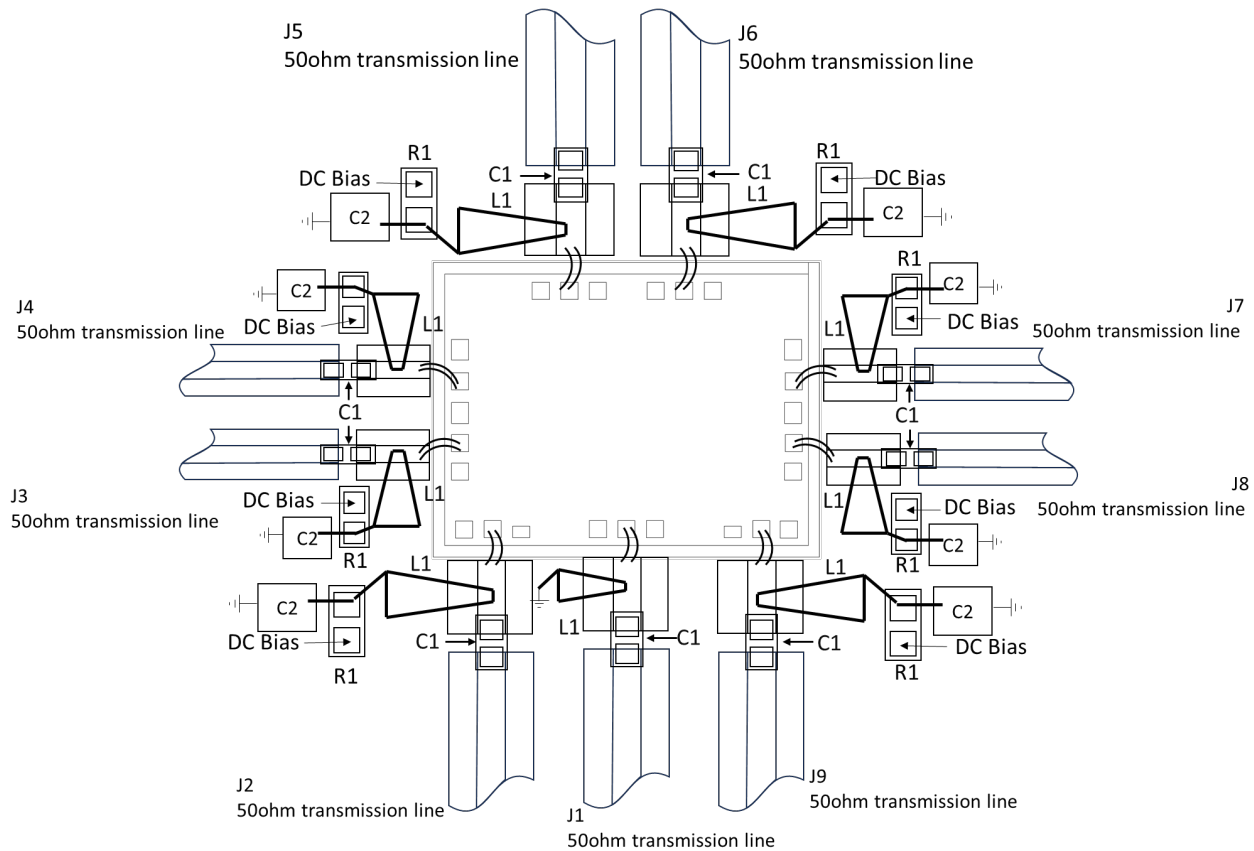 J5
50ohm transmission line
J6
50ohm transmission line
R1
DC Bias
C2
L1
C1
C1
L1
R1
DC Bias
C2
J4
50ohm transmission line
C2
DC Bias
L1
C1
R1
C2
DC Bias
L1
C1
J7
50ohm transmission line
J3
50ohm transmission line
DC Bias
C2
R1
L1
L1
DC Bias
C2
R1
J8
50ohm transmission line
C2
DC Bias
R1
L1
C1
L1
C1
L1
C1
C2
DC Bias
R1
J2
50ohm transmission line
J1
50ohm transmission line
J9
50ohm transmission line